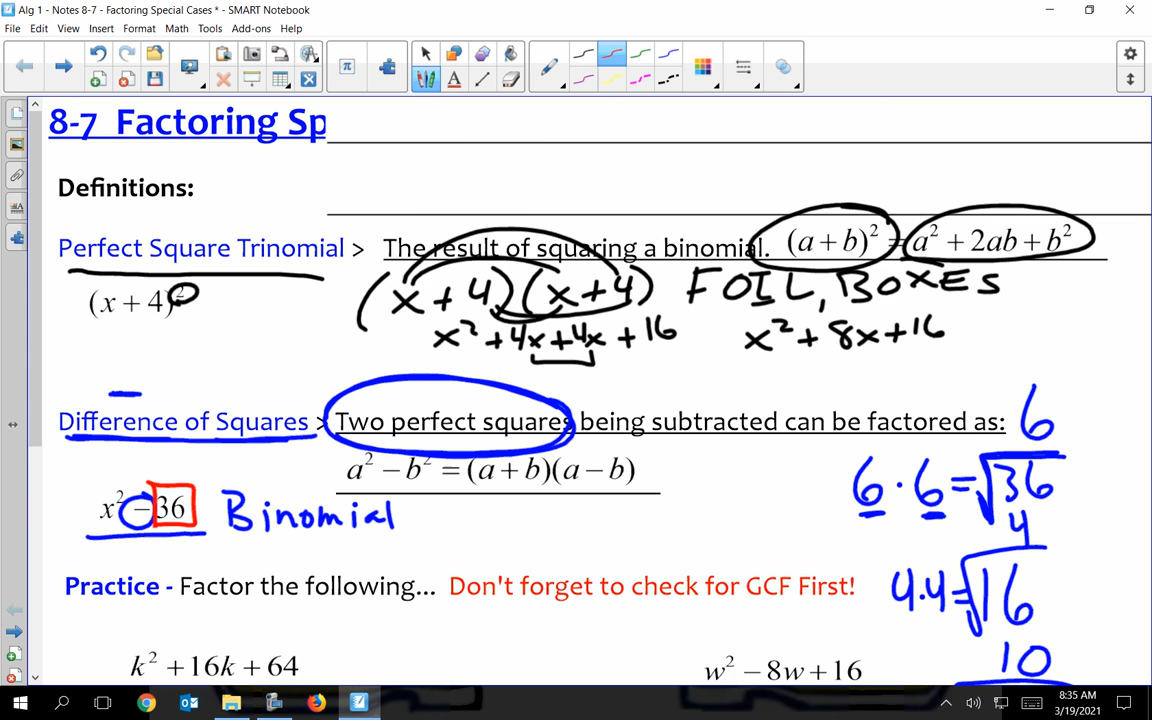 Alg 1 - Notes 8-7 - Factoring Special Cases * - SMART Notebook
File Edit View Insert Format Math Tools Add-ons Help
8-7 Factoring Sp
Definitions:
Perfect Square Trinomial > The result of squaring a binomial. (a + b)² = a² + 2ab + b²
(x + 4)² (x + 4)(x + 4) FOIL, BOXES
x² + 4x + 4x + 16 x² + 8x + 16
Difference of Squares > Two perfect squares being subtracted can be factored as: 6
a² − b² = (a + b)(a − b) 6 · 6 = √36
x² − 36 Binomial
4
Practice - Factor the following... Don't forget to check for GCF First! 4.4 = √16
10
k² + 16k + 64 w² − 8w + 16
8:35 AM
3/19/2021